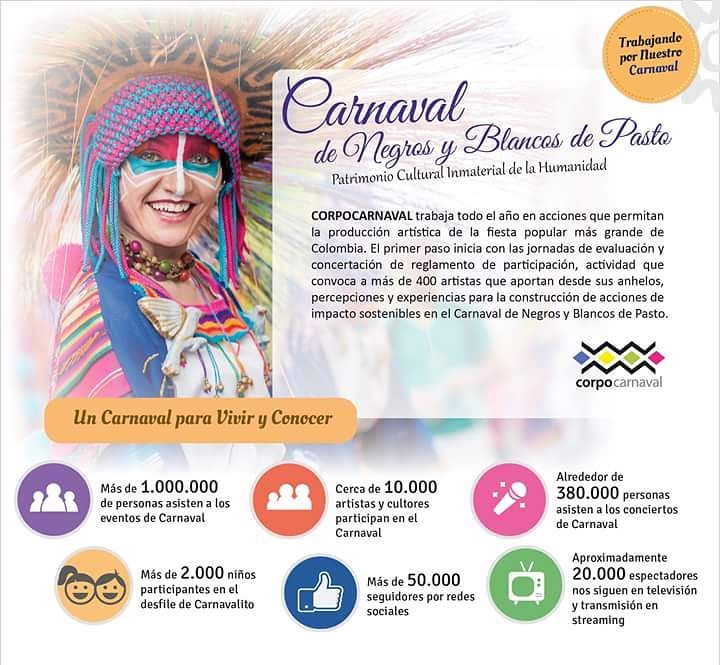 Trabajando
por Nuestro
Carnaval
Carnaval
de Negros y Blancos de Pasto
Patrimonio Cultural Inmaterial de la Humanidad
CORPOCARNAVAL trabaja todo el año en acciones que permitan
la producción artística de la fiesta popular más grande de
Colombia. El primer paso inicia con las jornadas de evaluación y
concertación de reglamento de participación, actividad que
convoca a más de 400 artistas que aportan desde sus anhelos,
percepciones y experiencias para la construcción de acciones de
impacto sostenibles en el Carnaval de Negros y Blancos de Pasto.
corpocarnaval
Un Carnaval para Vivir y Conocer
Más de 1.000.000
de personas asisten a los
eventos de Carnaval
Cerca de 10.000
artistas y cultores
participan en el
Carnaval
Alrededor de
380.000 personas
asisten a los conciertos
de Carnaval
Más de 2.000 niños
participantes en el
desfile de Carnavalito
Más de 50.000
seguidores por redes
sociales
Aproximadamente
20.000 espectadores
nos siguen en televisión
y transmisión en
streaming